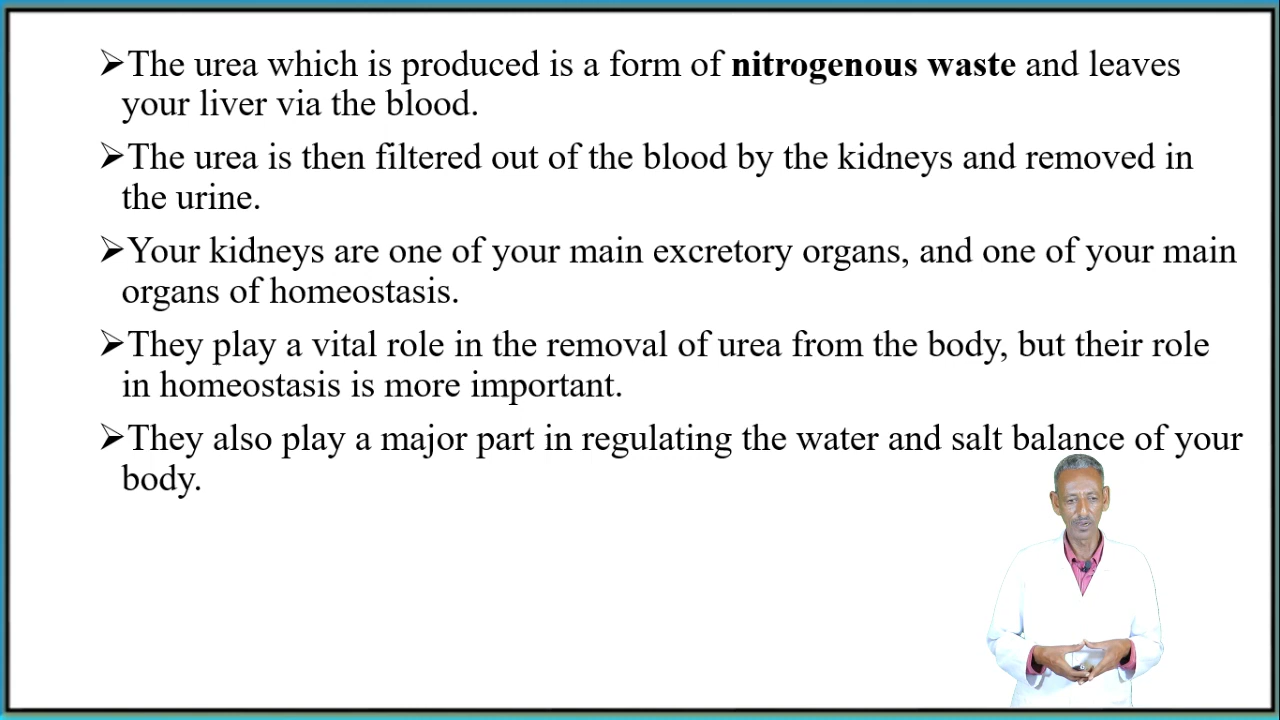 ➢The urea which is produced is a form of nitrogenous waste and leaves
your liver via the blood.
➢The urea is then filtered out of the blood by the kidneys and removed in
the urine.
➢Your kidneys are one of your main excretory organs, and one of your main
organs of homeostasis.
➢They play a vital role in the removal of urea from the body, but their role
in homeostasis is more important.
➢They also play a major part in regulating the water and salt balance of your
body.